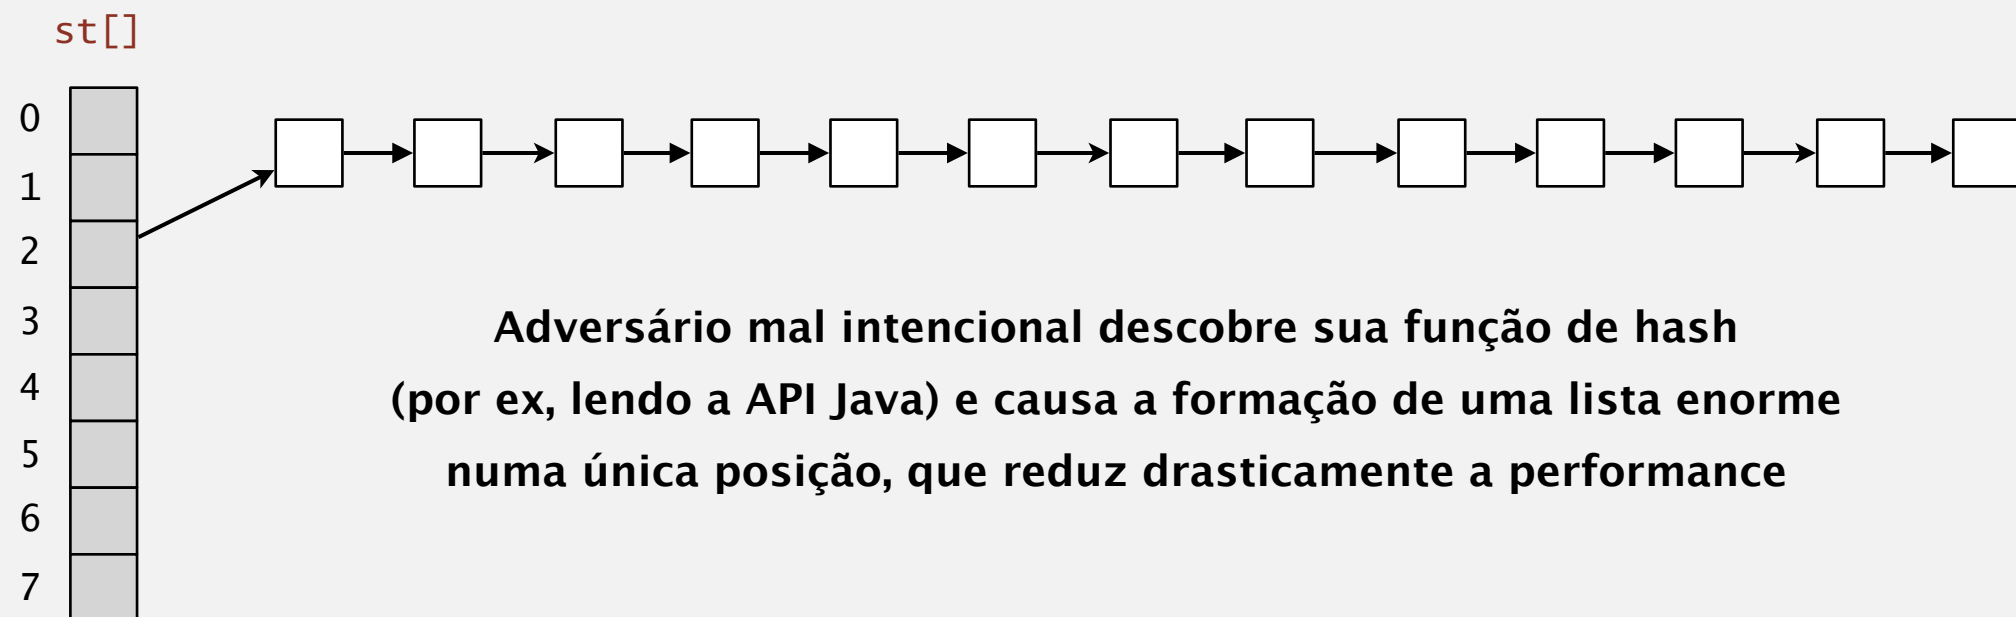 st[]
0
1
2
3
4
5
6
7
Adversário mal intencional descobre sua função de hash
(por ex, lendo a API Java) e causa a formação de uma lista enorme
numa única posição, que reduz drasticamente a performance